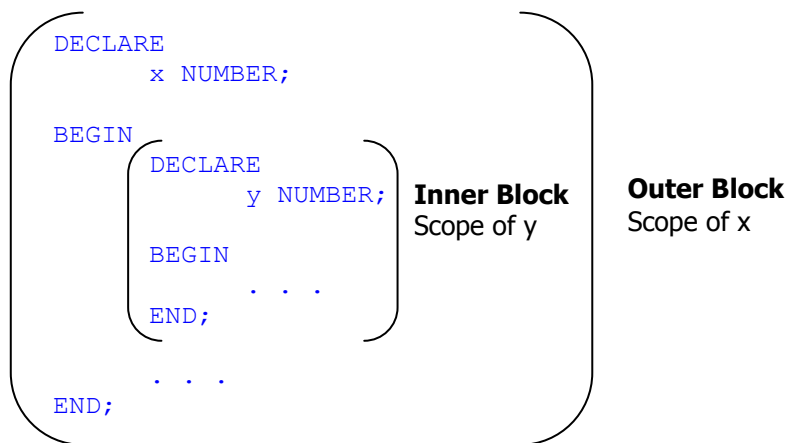 DECLARE
x NUMBER;
BEGIN
DECLARE
y NUMBER;
BEGIN
. . .
END;
. . .
END;
Inner Block
Scope of y
Outer Block
Scope of x